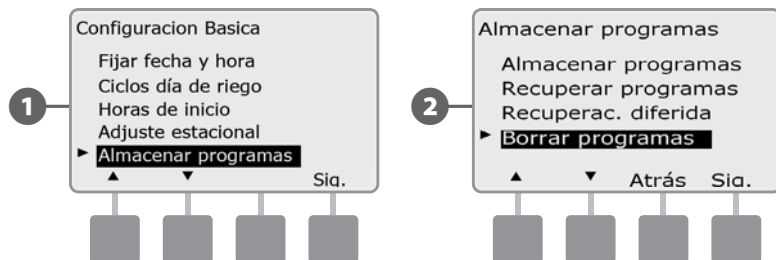 Configuracion Basica
Fijar fecha y hora
Ciclos día de riego
Horas de inicio
Adjuste estacional
► Almacenar programas
▲ ▼ Sig.
1
Almacenar programas
Almacenar programas
Recuperar programas
Recuperac. diferida
► Borrar programas
▲ ▼ Atrás Sig.
2